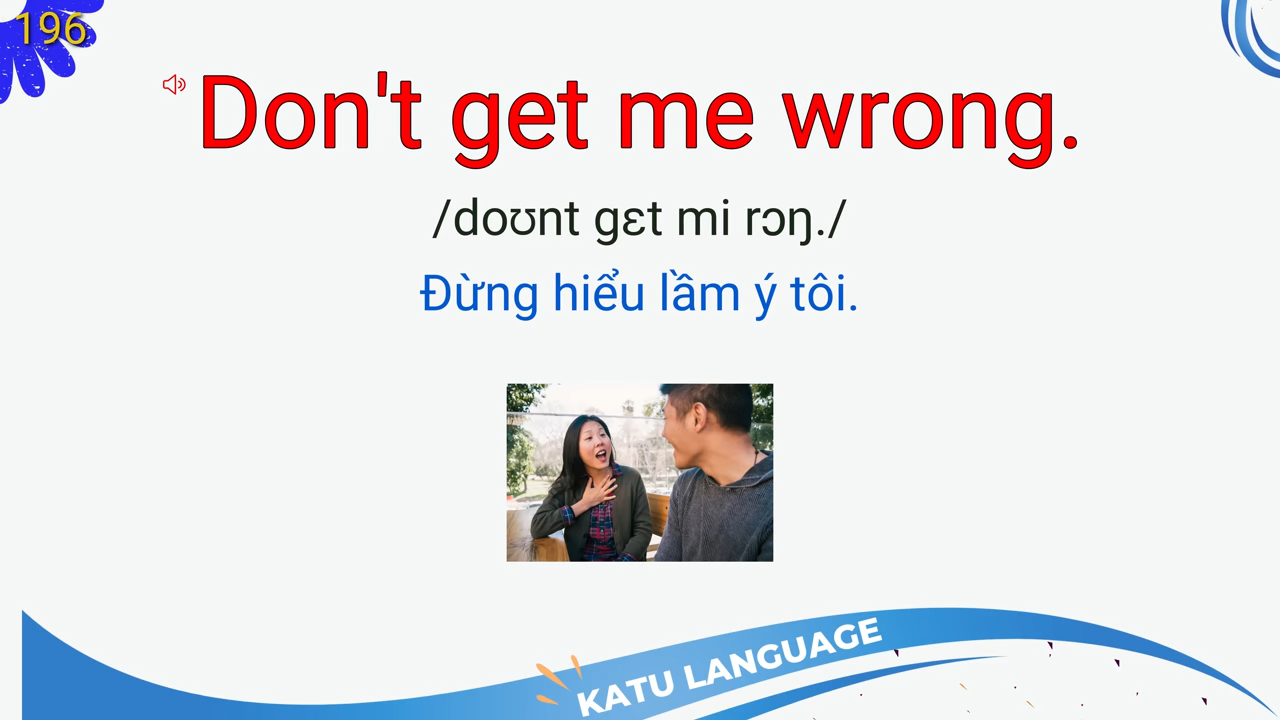 196
Don't get me wrong.
/doʊnt gɛt mi rɔŋ./
Đừng hiểu lầm ý tôi.
KATU LANGUAGE